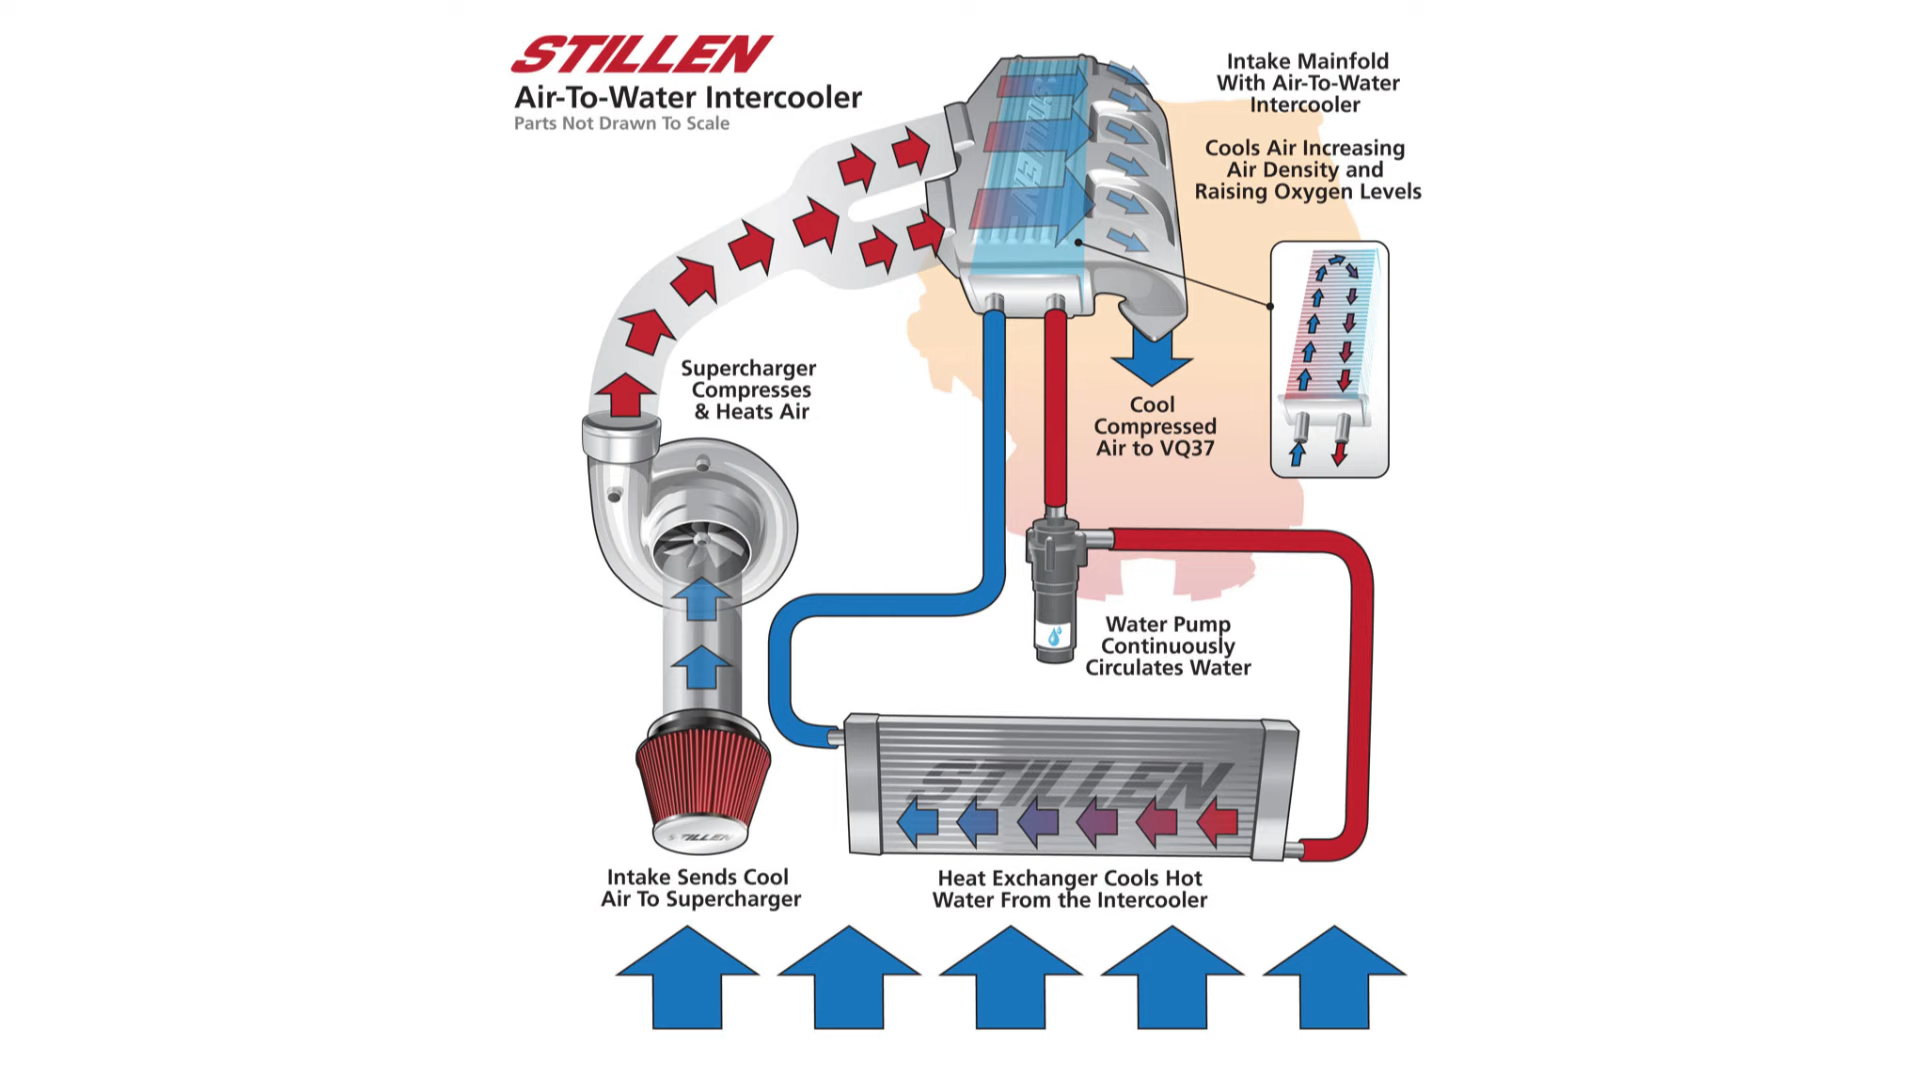 STILLEN
Air-To-Water Intercooler
Parts Not Drawn To Scale
Intake Mainfold
With Air-To-Water
Intercooler
Cools Air Increasing
Air Density and
Raising Oxygen Levels
STILLEN
Supercharger
Compresses
& Heats Air
Cool
Compressed
Air to VQ37
Water Pump
Continuously
Circulates Water
STILLEN
STILLEN
Intake Sends Cool
Air To Supercharger
Heat Exchanger Cools Hot
Water From the Intercooler